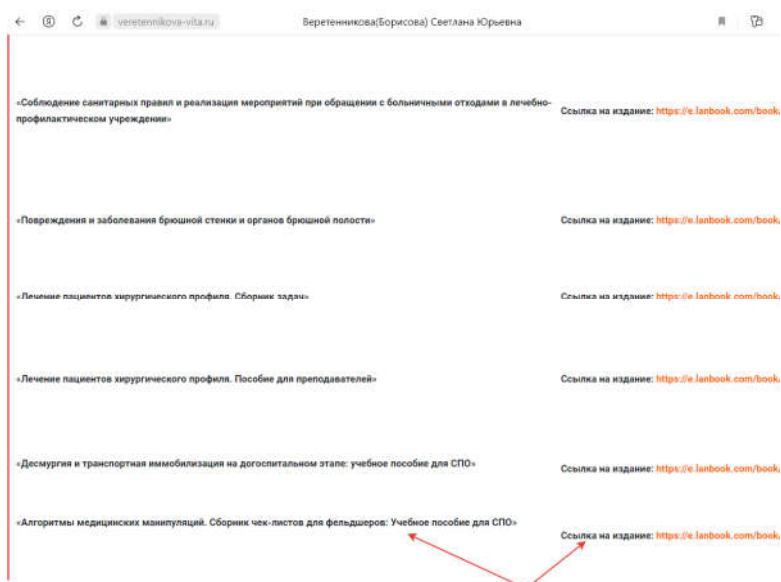 veretennikova-vita.ru Веретенникова(Борисова) Светлана Юрьевна
«Соблюдение санитарных правил и реализация мероприятий при обращении с больничными отходами в лечебно-
профилактическом учреждении»
Ссылка на издание: https://e.lanbook.com/book/
«Повреждения и заболевания брюшной стенки и органов брюшной полости» Ссылка на издание: https://e.lanbook.com/book/
«Лечение пациентов хирургического профиля. Сборник задач» Ссылка на издание: https://e.lanbook.com/book/
«Лечение пациентов хирургического профиля. Пособие для преподавателей» Ссылка на издание: https://e.lanbook.com/book/
«Десмургия и транспортная иммобилизация на догоспитальном этапе: учебное пособие для СПО» Ссылка на издание: https://e.lanbook.com/book/
«Алгоритмы медицинских манипуляций. Сборник чек-листов для фельдшеров: Учебное пособие для СПО»
Ссылка на издание: https://e.lanbook.com/book/